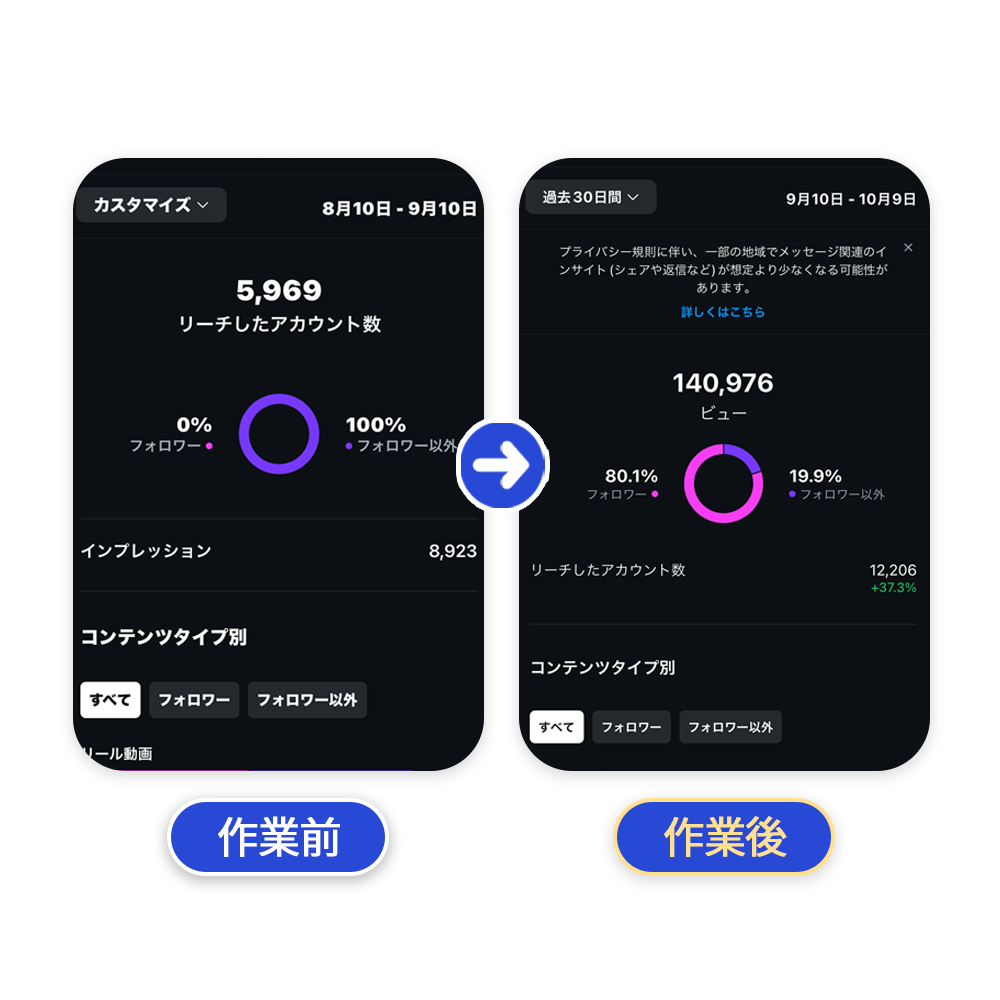 カスタマイズ
8月10日 - 9月10日
5,969
リーチしたアカウント数
0%
フォロワー
100%
フォロワー以外
インプレッション
8,923
コンテンツタイプ別
すべて
フォロワー
フォロワー以外
リール動画
作業前
過去30日間
9月10日 - 10月9日
プライバシー規則に伴い、一部の地域でメッセージ関連のイ
ンサイト (シェアや返信など) が想定より少なくなる可能性が
あります。
詳しくはこちら
140,976
ビュー
80.1%
フォロワー
19.9%
フォロワー以外
リーチしたアカウント数
12,206
+37.3%
コンテンツタイプ別
すべて
フォロワー
フォロワー以外
作業後